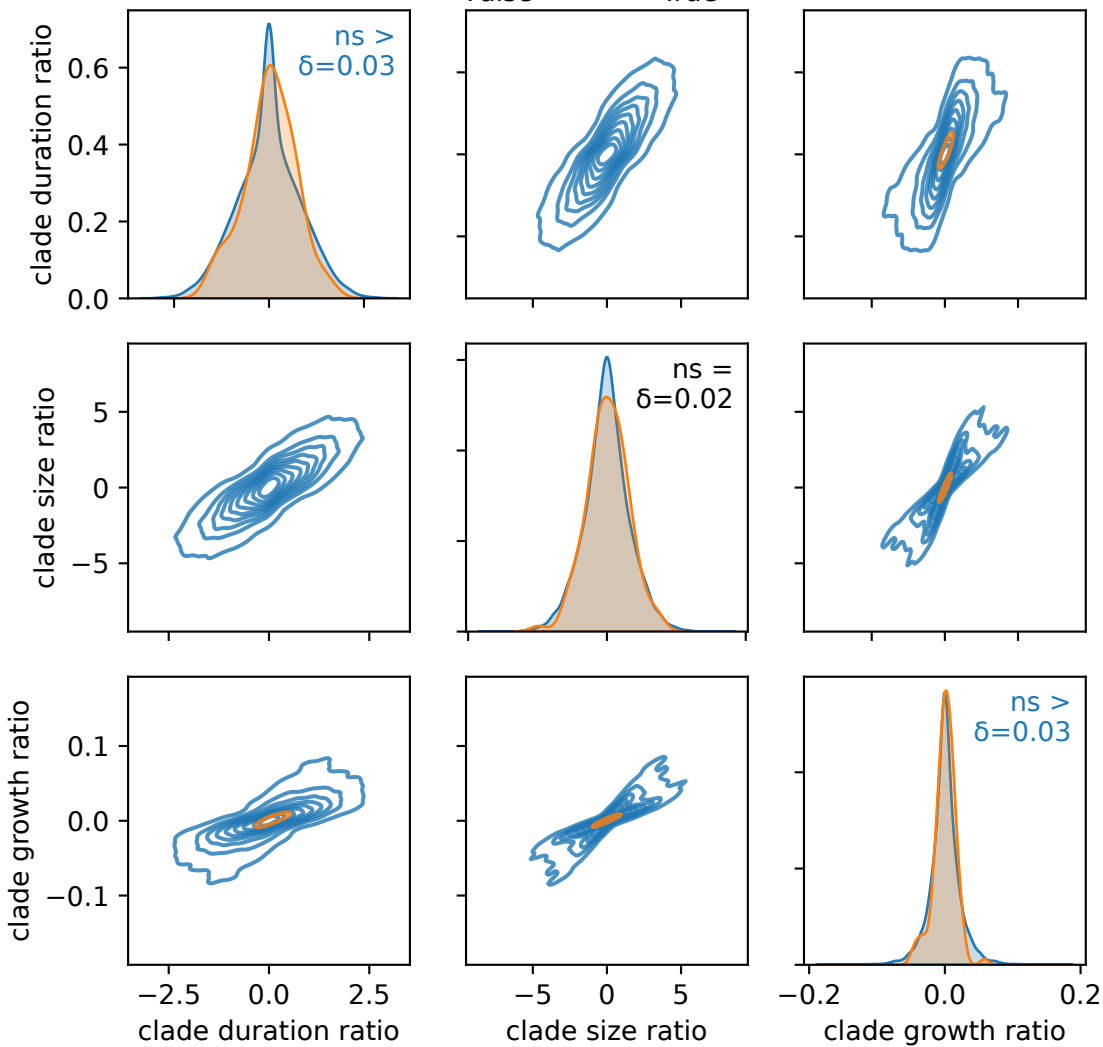 ns >
δ=0.03
clade duration ratio
0.6
0.4
0.2
0.0
ns =
δ=0.02
clade size ratio
5
0
−5
−5
0
5
ns >
δ=0.03
clade growth ratio
0.1
0.0
−0.1
−2.5
0.0
2.5
−5
0
5
−0.2
0.0
0.2
clade duration ratio
clade size ratio
clade growth ratio